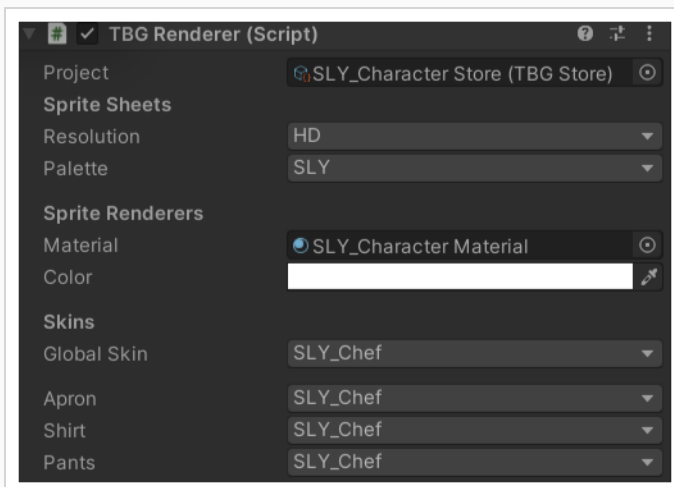 TBG Renderer (Script)
Project SLY_Character Store (TBG Store)
Sprite Sheets
Resolution HD
Palette SLY
Sprite Renderers
Material SLY_Character Material
Color
Skins
Global Skin SLY_Chef
Apron SLY_Chef
Shirt SLY_Chef
Pants SLY_Chef